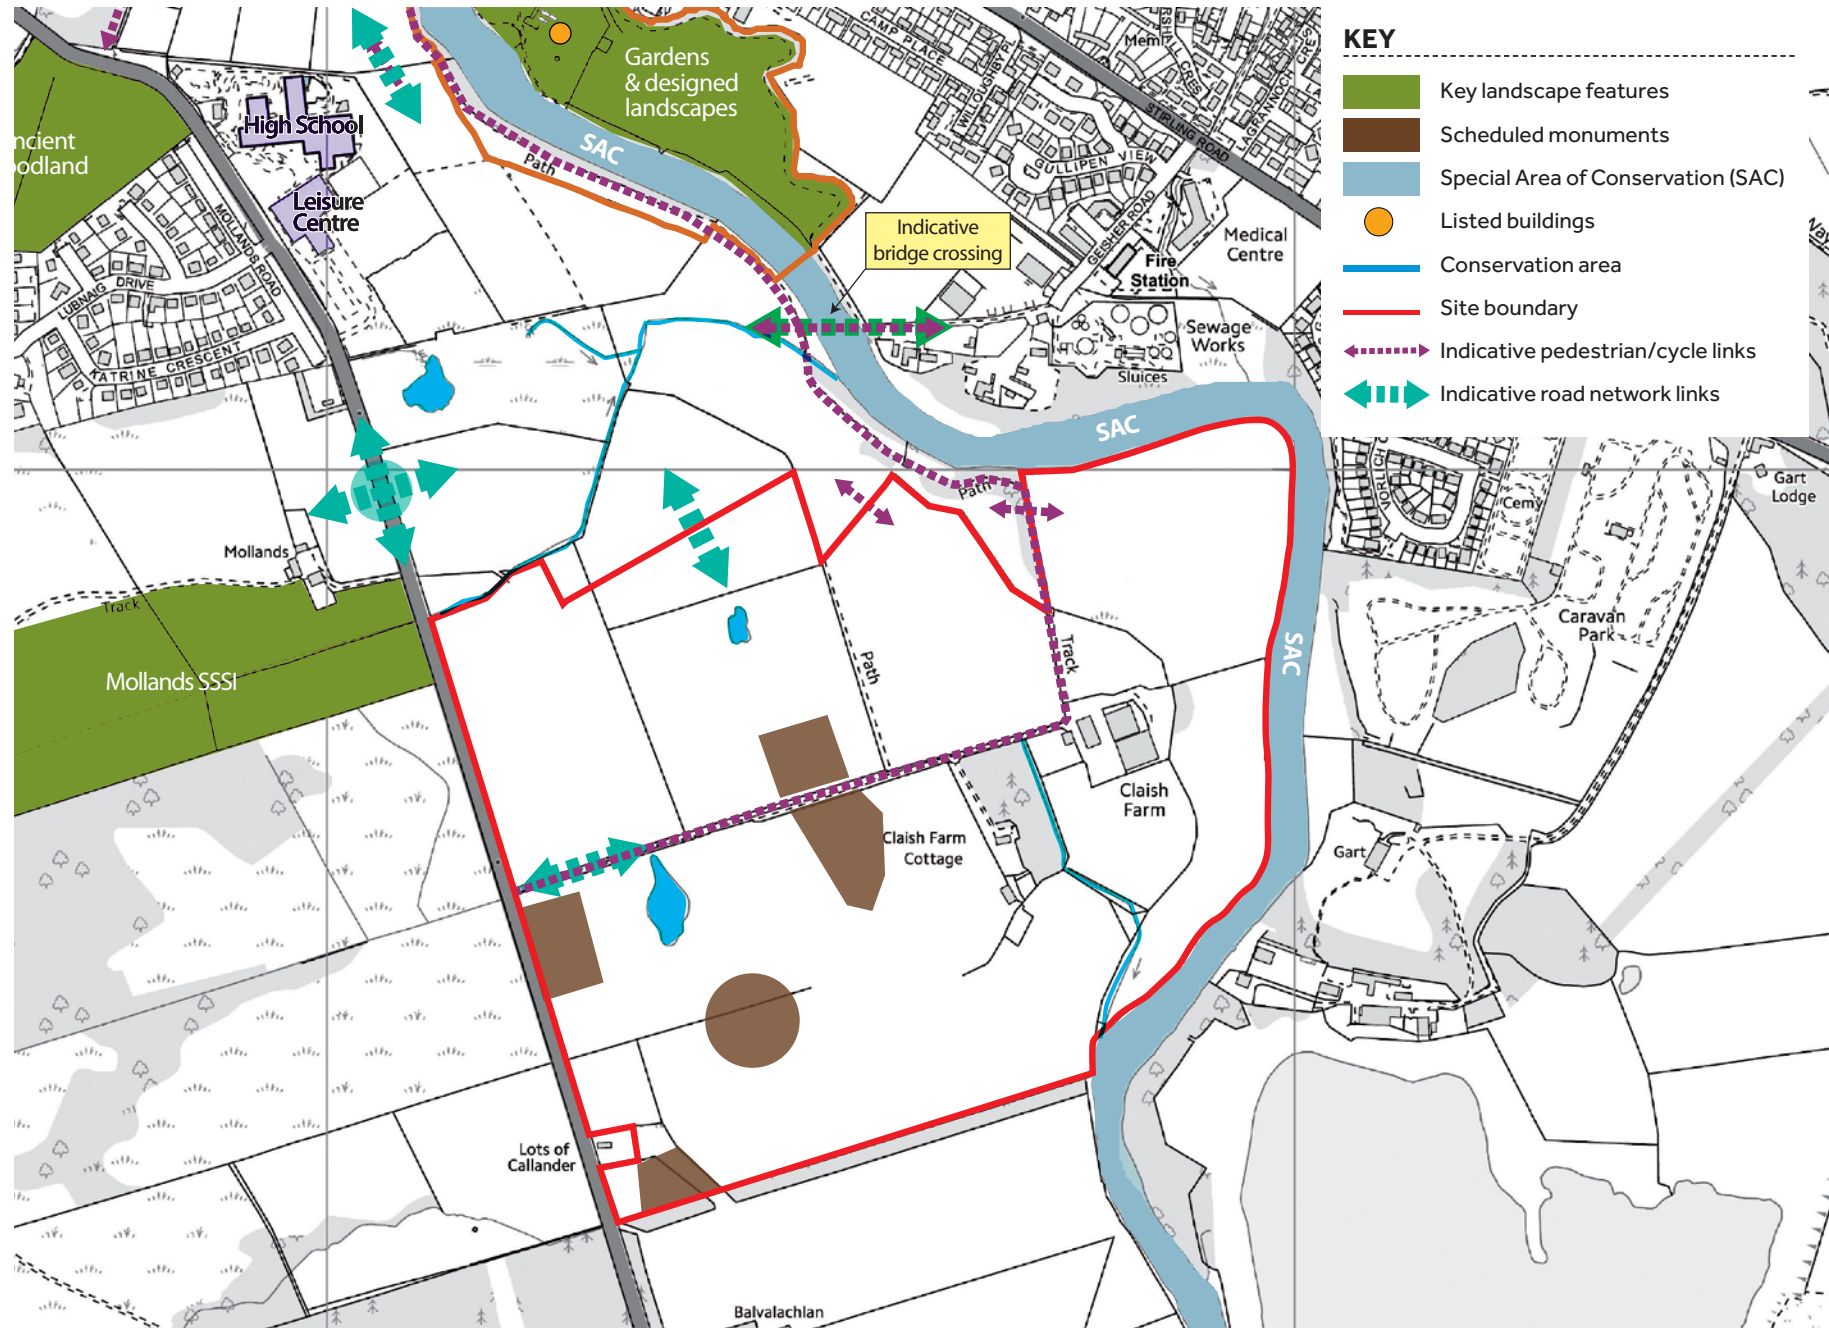 KEY
Key landscape features
Scheduled monuments
Special Area of Conservation (SAC)
Listed buildings
Conservation area
Site boundary
Indicative pedestrian/cycle links
Indicative road network links
Gardens
& designed
landscapes
SAC
Path
High School
Leisure
Centre
MOLLANDS ROAD
LUBNAIG DRIVE
KATRINE CRESCENT
CAMP PLACE
WILLOUGHBY PL
GULLIPEN VIEW
STIRLING ROAD
GEISHER ROAD
Meml
Medical
Centre
Fire
Station
Indicative
bridge crossing
Sewage
Works
Sluices
SAC
Path
Cemy
Gart
Lodge
Caravan
Park
Mollands
Track
Mollands SSSI
Path
Track
SAC
Claish
Farm
Claish Farm
Cottage
Gart
Lots of
Callander
Balvalachlan